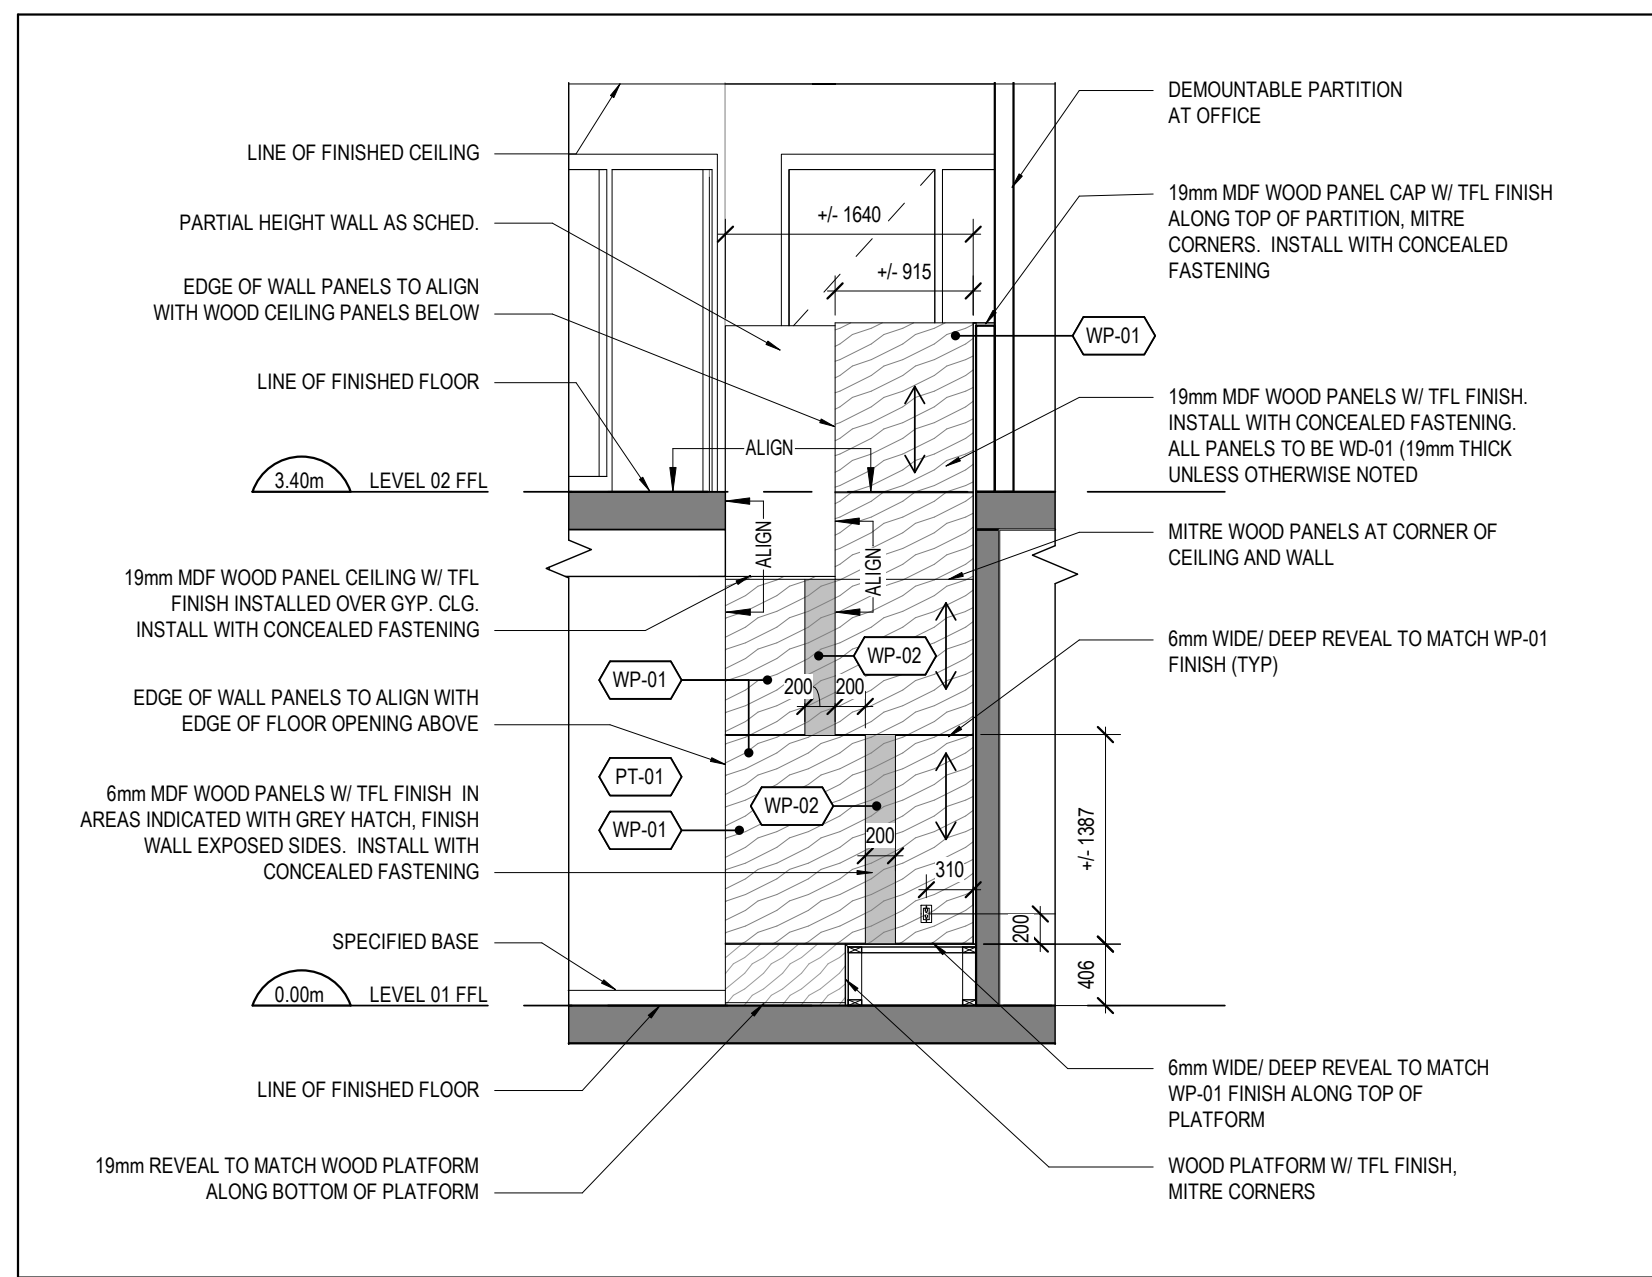 LINE OF FINISHED CEILING
PARTIAL HEIGHT WALL AS SCHED.
EDGE OF WALL PANELS TO ALIGN
WITH WOOD CEILING PANELS BELOW
LINE OF FINISHED FLOOR
3.40m LEVEL 02 FFL
19mm MDF WOOD PANEL CEILING W/ TFL
FINISH INSTALLED OVER GYP. CLG.
INSTALL WITH CONCEALED FASTENING
EDGE OF WALL PANELS TO ALIGN WITH
EDGE OF FLOOR OPENING ABOVE
6mm MDF WOOD PANELS W/ TFL FINISH IN
AREAS INDICATED WITH GREY HATCH, FINISH
WALL EXPOSED SIDES. INSTALL WITH
CONCEALED FASTENING
SPECIFIED BASE
0.00m LEVEL 01 FFL
LINE OF FINISHED FLOOR
19mm REVEAL TO MATCH WOOD PLATFORM
ALONG BOTTOM OF PLATFORM
+/- 1640
+/- 915
WP-01
ALIGN
ALIGN
ALIGN
WP-02
WP-01
200
200
PT-01
WP-02
WP-01
200
310
200
+/- 1387
406
DEMOUNTABLE PARTITION
AT OFFICE
19mm MDF WOOD PANEL CAP W/ TFL FINISH
ALONG TOP OF PARTITION, MITRE
CORNERS. INSTALL WITH CONCEALED
FASTENING
19mm MDF WOOD PANELS W/ TFL FINISH.
INSTALL WITH CONCEALED FASTENING.
ALL PANELS TO BE WD-01 (19mm THICK
UNLESS OTHERWISE NOTED
MITRE WOOD PANELS AT CORNER OF
CEILING AND WALL
6mm WIDE/ DEEP REVEAL TO MATCH WP-01
FINISH (TYP)
6mm WIDE/ DEEP REVEAL TO MATCH
WP-01 FINISH ALONG TOP OF
PLATFORM
WOOD PLATFORM W/ TFL FINISH,
MITRE CORNERS